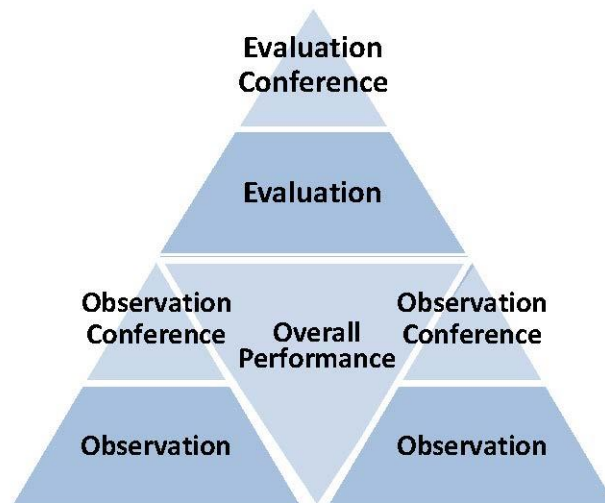 Evaluation
Conference
Evaluation
Observation
Conference
Overall
Performance
Observation
Conference
Observation
Observation